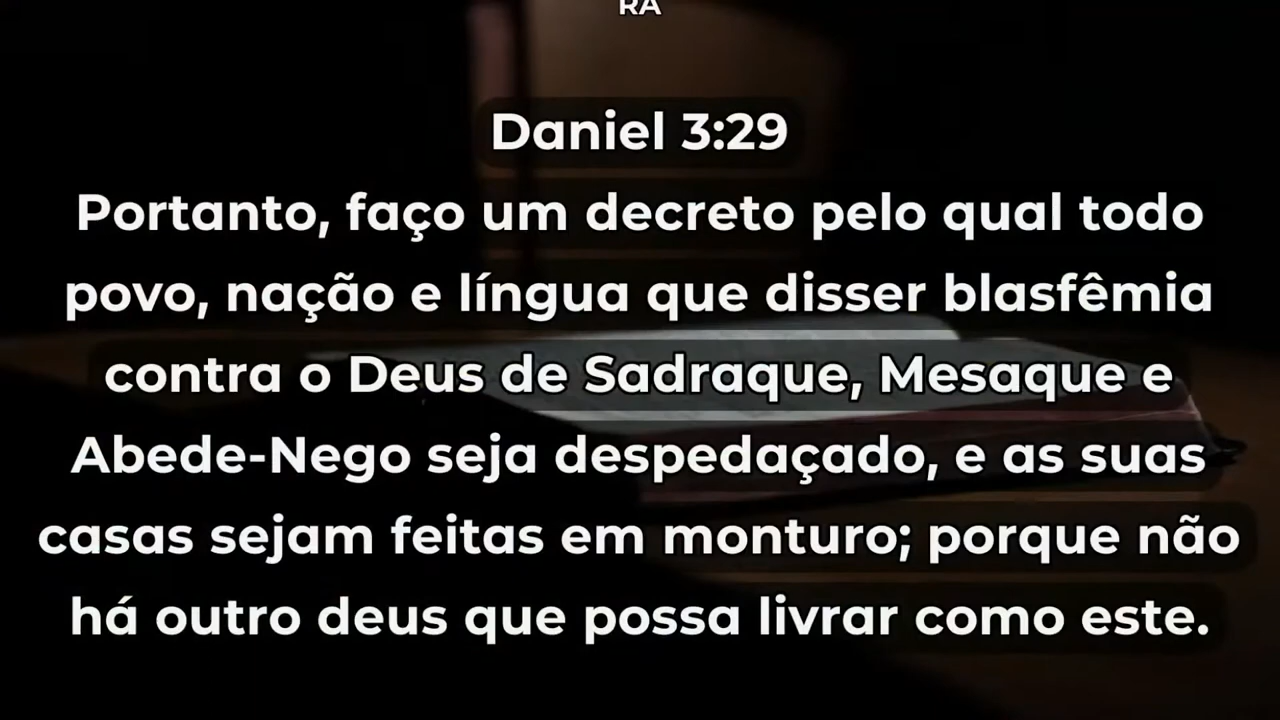 RA
Daniel 3:29
Portanto, faço um decreto pelo qual todo
povo, nação e língua que disser blasfêmia
contra o Deus de Sadraque, Mesaque e
Abede-Nego seja despedaçado, e as suas
casas sejam feitas em monturo; porque não
há outro deus que possa livrar como este.